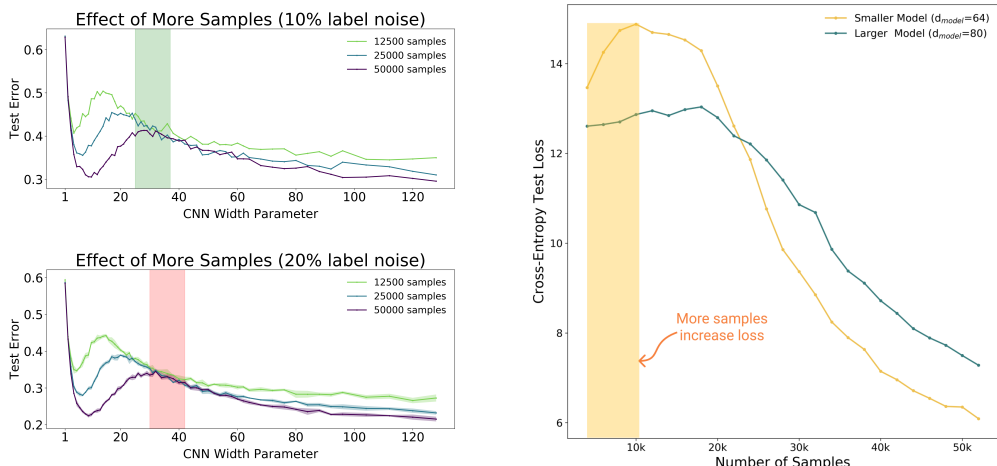 Effect of More Samples (10% label noise)
0.6
0.5
0.4
0.3
Test Error
12500 samples
25000 samples
50000 samples
1 20 40 60 80 100 120
CNN Width Parameter
Effect of More Samples (20% label noise)
0.6
0.5
0.4
0.3
0.2
Test Error
12500 samples
25000 samples
50000 samples
1 20 40 60 80 100 120
CNN Width Parameter
14
12
10
8
6
Cross-Entropy Test Loss
Smaller Model (dmodel=64)
Larger Model (dmodel=80)
More samples
increase loss
10k 20k 30k 40k 50k
Number of Samples